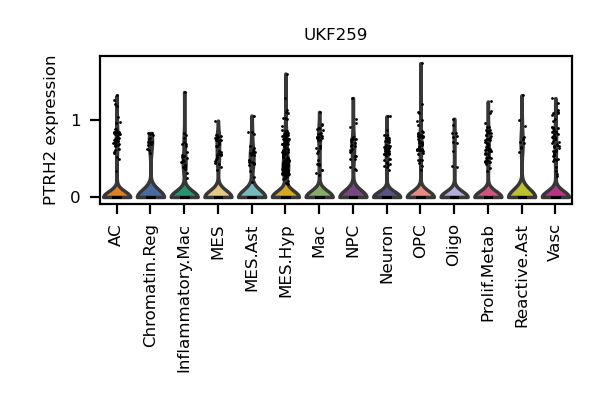 UKF259
PTRH2 expression
1
0
AC
Chromatin.Reg
Inflammatory.Mac
MES
MES.Ast
MES.Hyp
Mac
NPC
Neuron
OPC
Oligo
Prolif.Metab
Reactive.Ast
Vasc